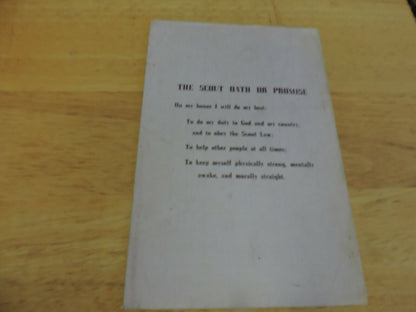 THE SCOUT OATH OR PROMISE
On my honor I will do my best:
To do my duty to God and my country,
and to obey the Scout Law;
To help other people at all times;
To keep myself physically strong, mentally
awake, and morally straight.